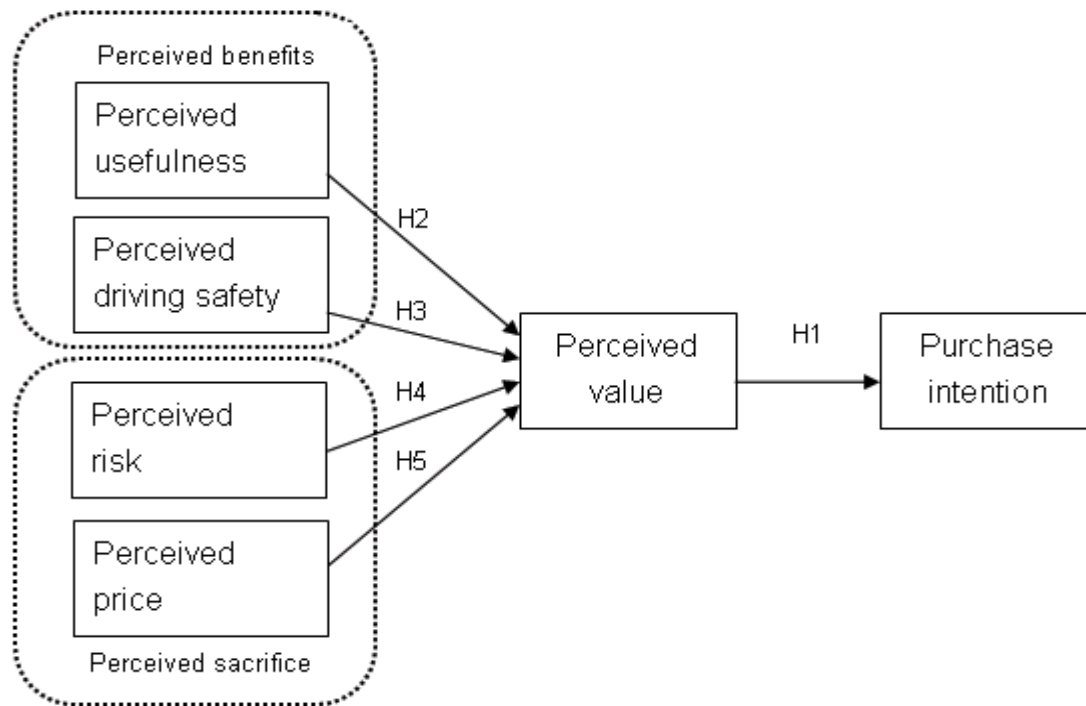 Perceived benefits
Perceived
usefulness
H2
Perceived
driving safety
H3
Perceived
value
H1
Purchase
intention
H4
Perceived
risk
H5
Perceived
price
Perceived sacrifice